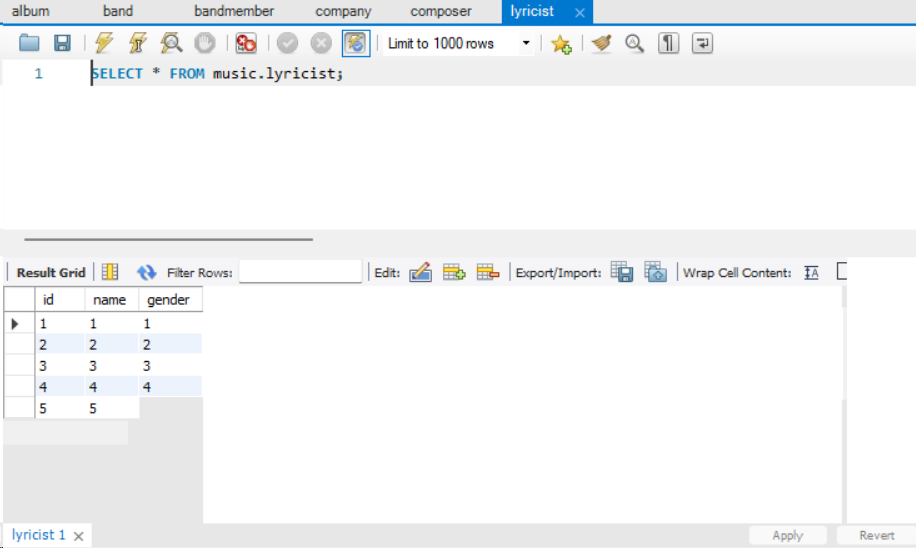 album band bandmember company composer lyricist
Limit to 1000 rows
1 SELECT * FROM music.lyricist;
Result Grid Filter Rows: Edit: Export/Import: Wrap Cell Content: IA
id name gender
1 1 1
2 2 2
3 3 3
4 4 4
5 5
lyricist 1 Apply Revert